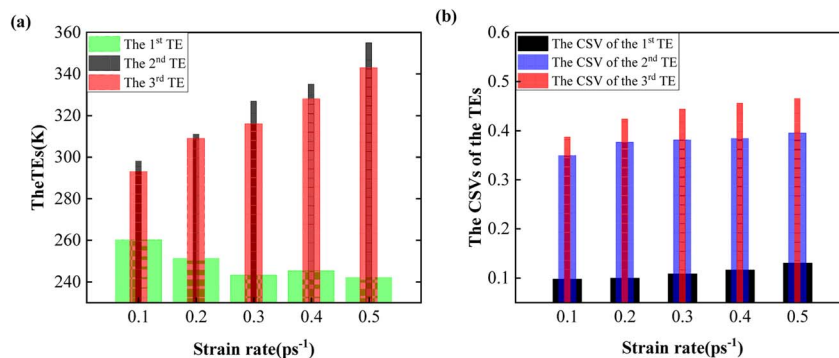 (a)
360
340
320
300
280
260
240
TheTEs(K)
The 1st TE
The 2nd TE
The 3rd TE
0.1 0.2 0.3 0.4 0.5
Strain rate(ps-1)
(b)
0.6
0.5
0.4
0.3
0.2
0.1
The CSVs of the TEs
The CSV of the 1st TE
The CSV of the 2nd TE
The CSV of the 3rd TE
0.1 0.2 0.3 0.4 0.5
Strain rate(ps-1)